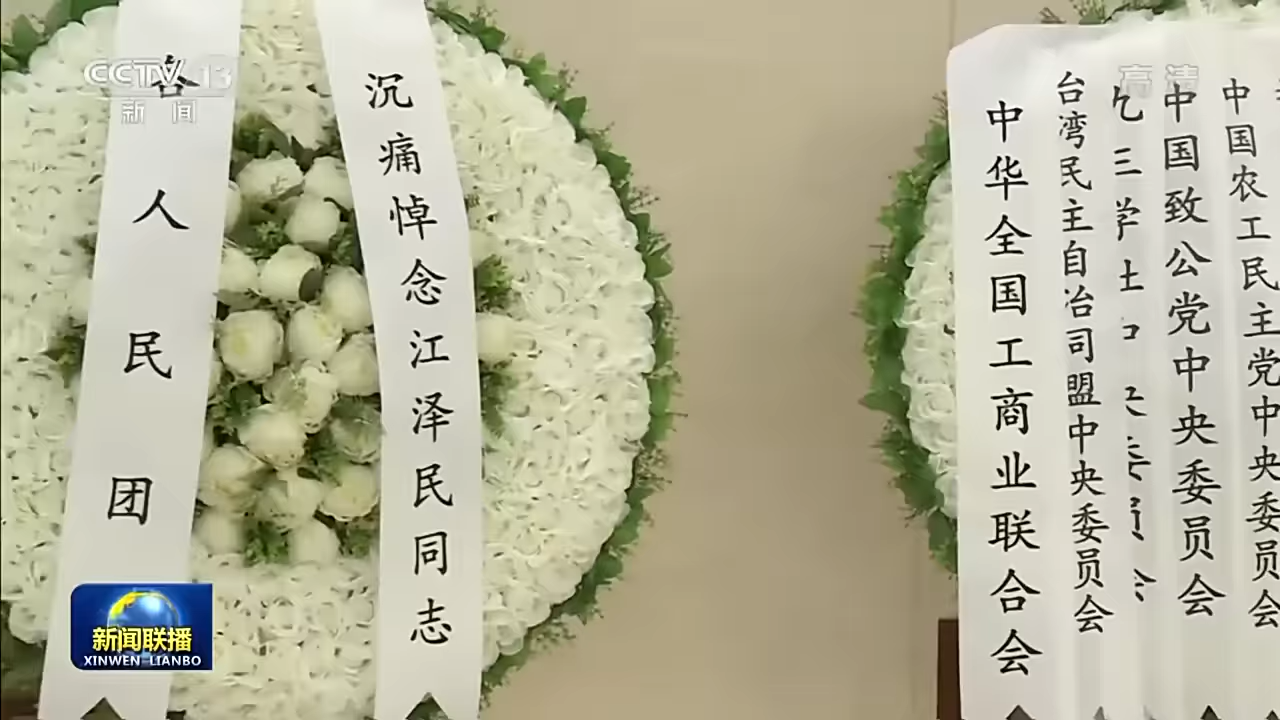 CCTV 13
新闻
高清
各人民团
沉痛悼念江泽民同志
中华全国工商业联合会
台湾民主自治同盟中央委员会
中国致公党中央委员会
中国农工民主党中央委员会
新闻联播
XINWEN LIANBO